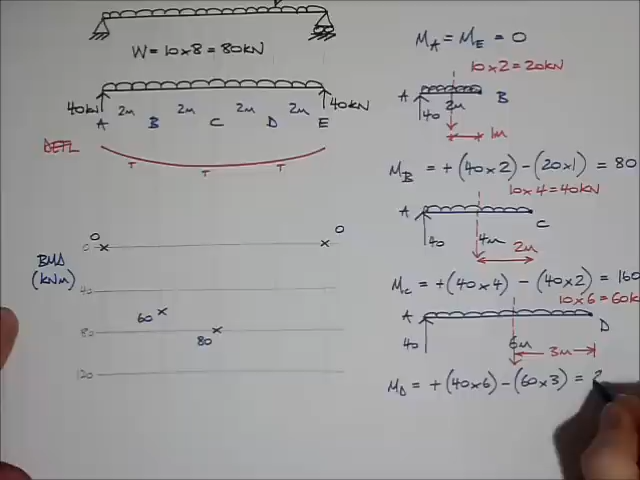 W = 10 x 8 = 80kN
40kN 2m 2m 2m 2m 40kN
A B C D E
DEFL
T T T
BMD
(kNm)
0 0 0
40
60
80
80
120
MA = ME = 0
10 x 2 = 20kN
A B
2m
40
1m
MB = +(40 x 2) - (20 x 1) = 80
10 x 4 = 40kN
A C
40 4m
2m
MC = +(40 x 4) - (40 x 2) = 160
10 x 6 = 60k
A D
40 6m
3m
MD = +(40 x 6) - (60 x 3) =